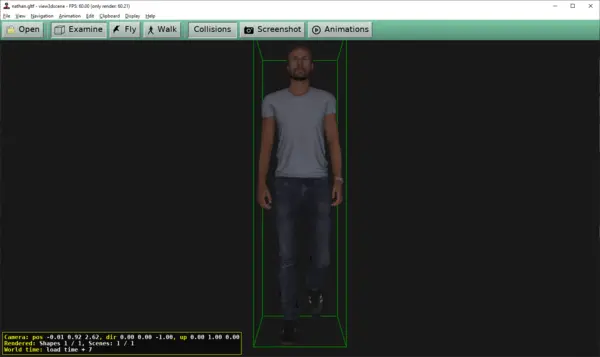 nathan.gltf - view3dscene - FPS: 60.00 (only render: 60.27)
File View Navigation Animation Edit Clipboard Display Help
Open Examine Fly Walk Collisions Screenshot Animations
Camera: pos -0.01 0.92 2.62, dir 0.00 0.00 -1.00, up 0.00 1.00 0.00
Rendered: Shapes 1 / 1, Scenes: 1 / 1
World time: load time + 7